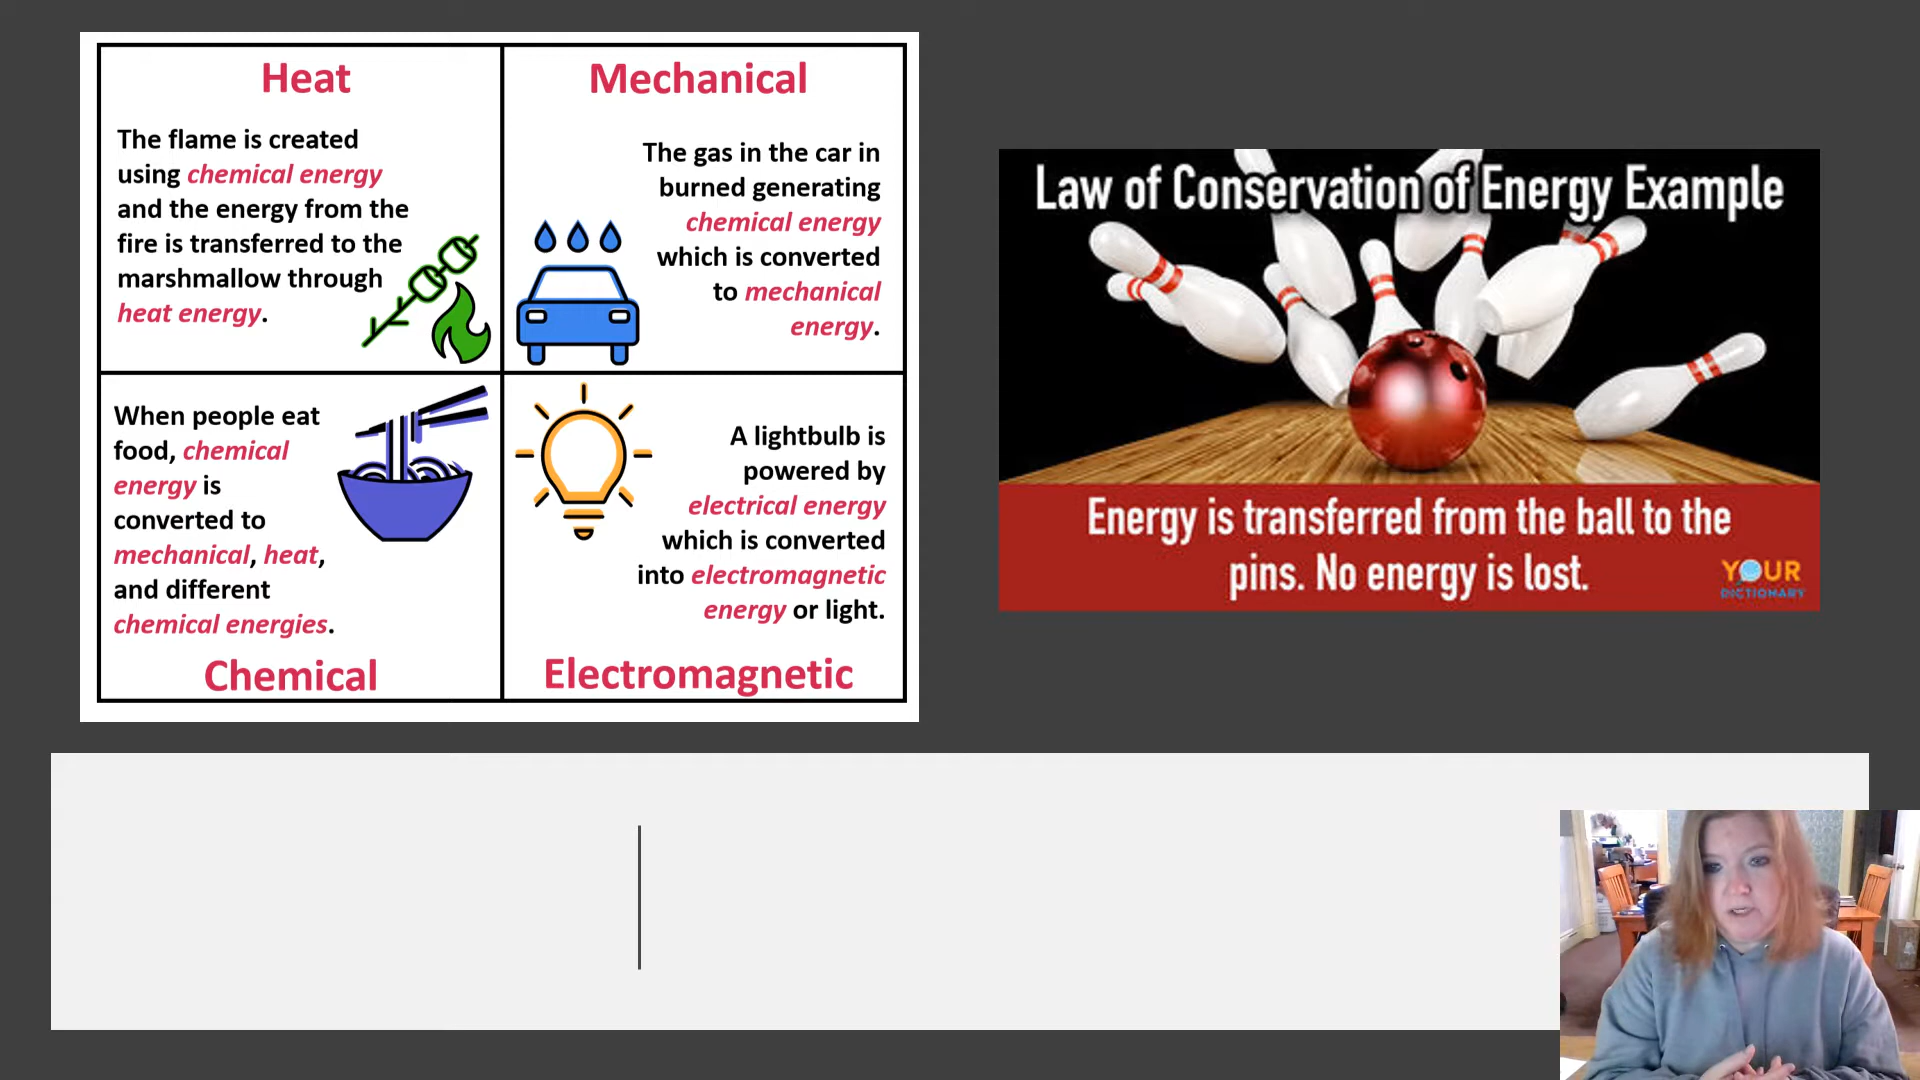 Heat
The flame is created
using chemical energy
and the energy from the
fire is transferred to the
marshmallow through
heat energy.
Mechanical
The gas in the car in
burned generating
chemical energy
which is converted
to mechanical
energy.
When people eat
food, chemical
energy is
converted to
mechanical, heat,
and different
chemical energies.
Chemical
A lightbulb is
powered by
electrical energy
which is converted
into electromagnetic
energy or light.
Electromagnetic
Law of Conservation of Energy Example
Energy is transferred from the ball to the
pins. No energy is lost.
YOUR
DICTIONARY